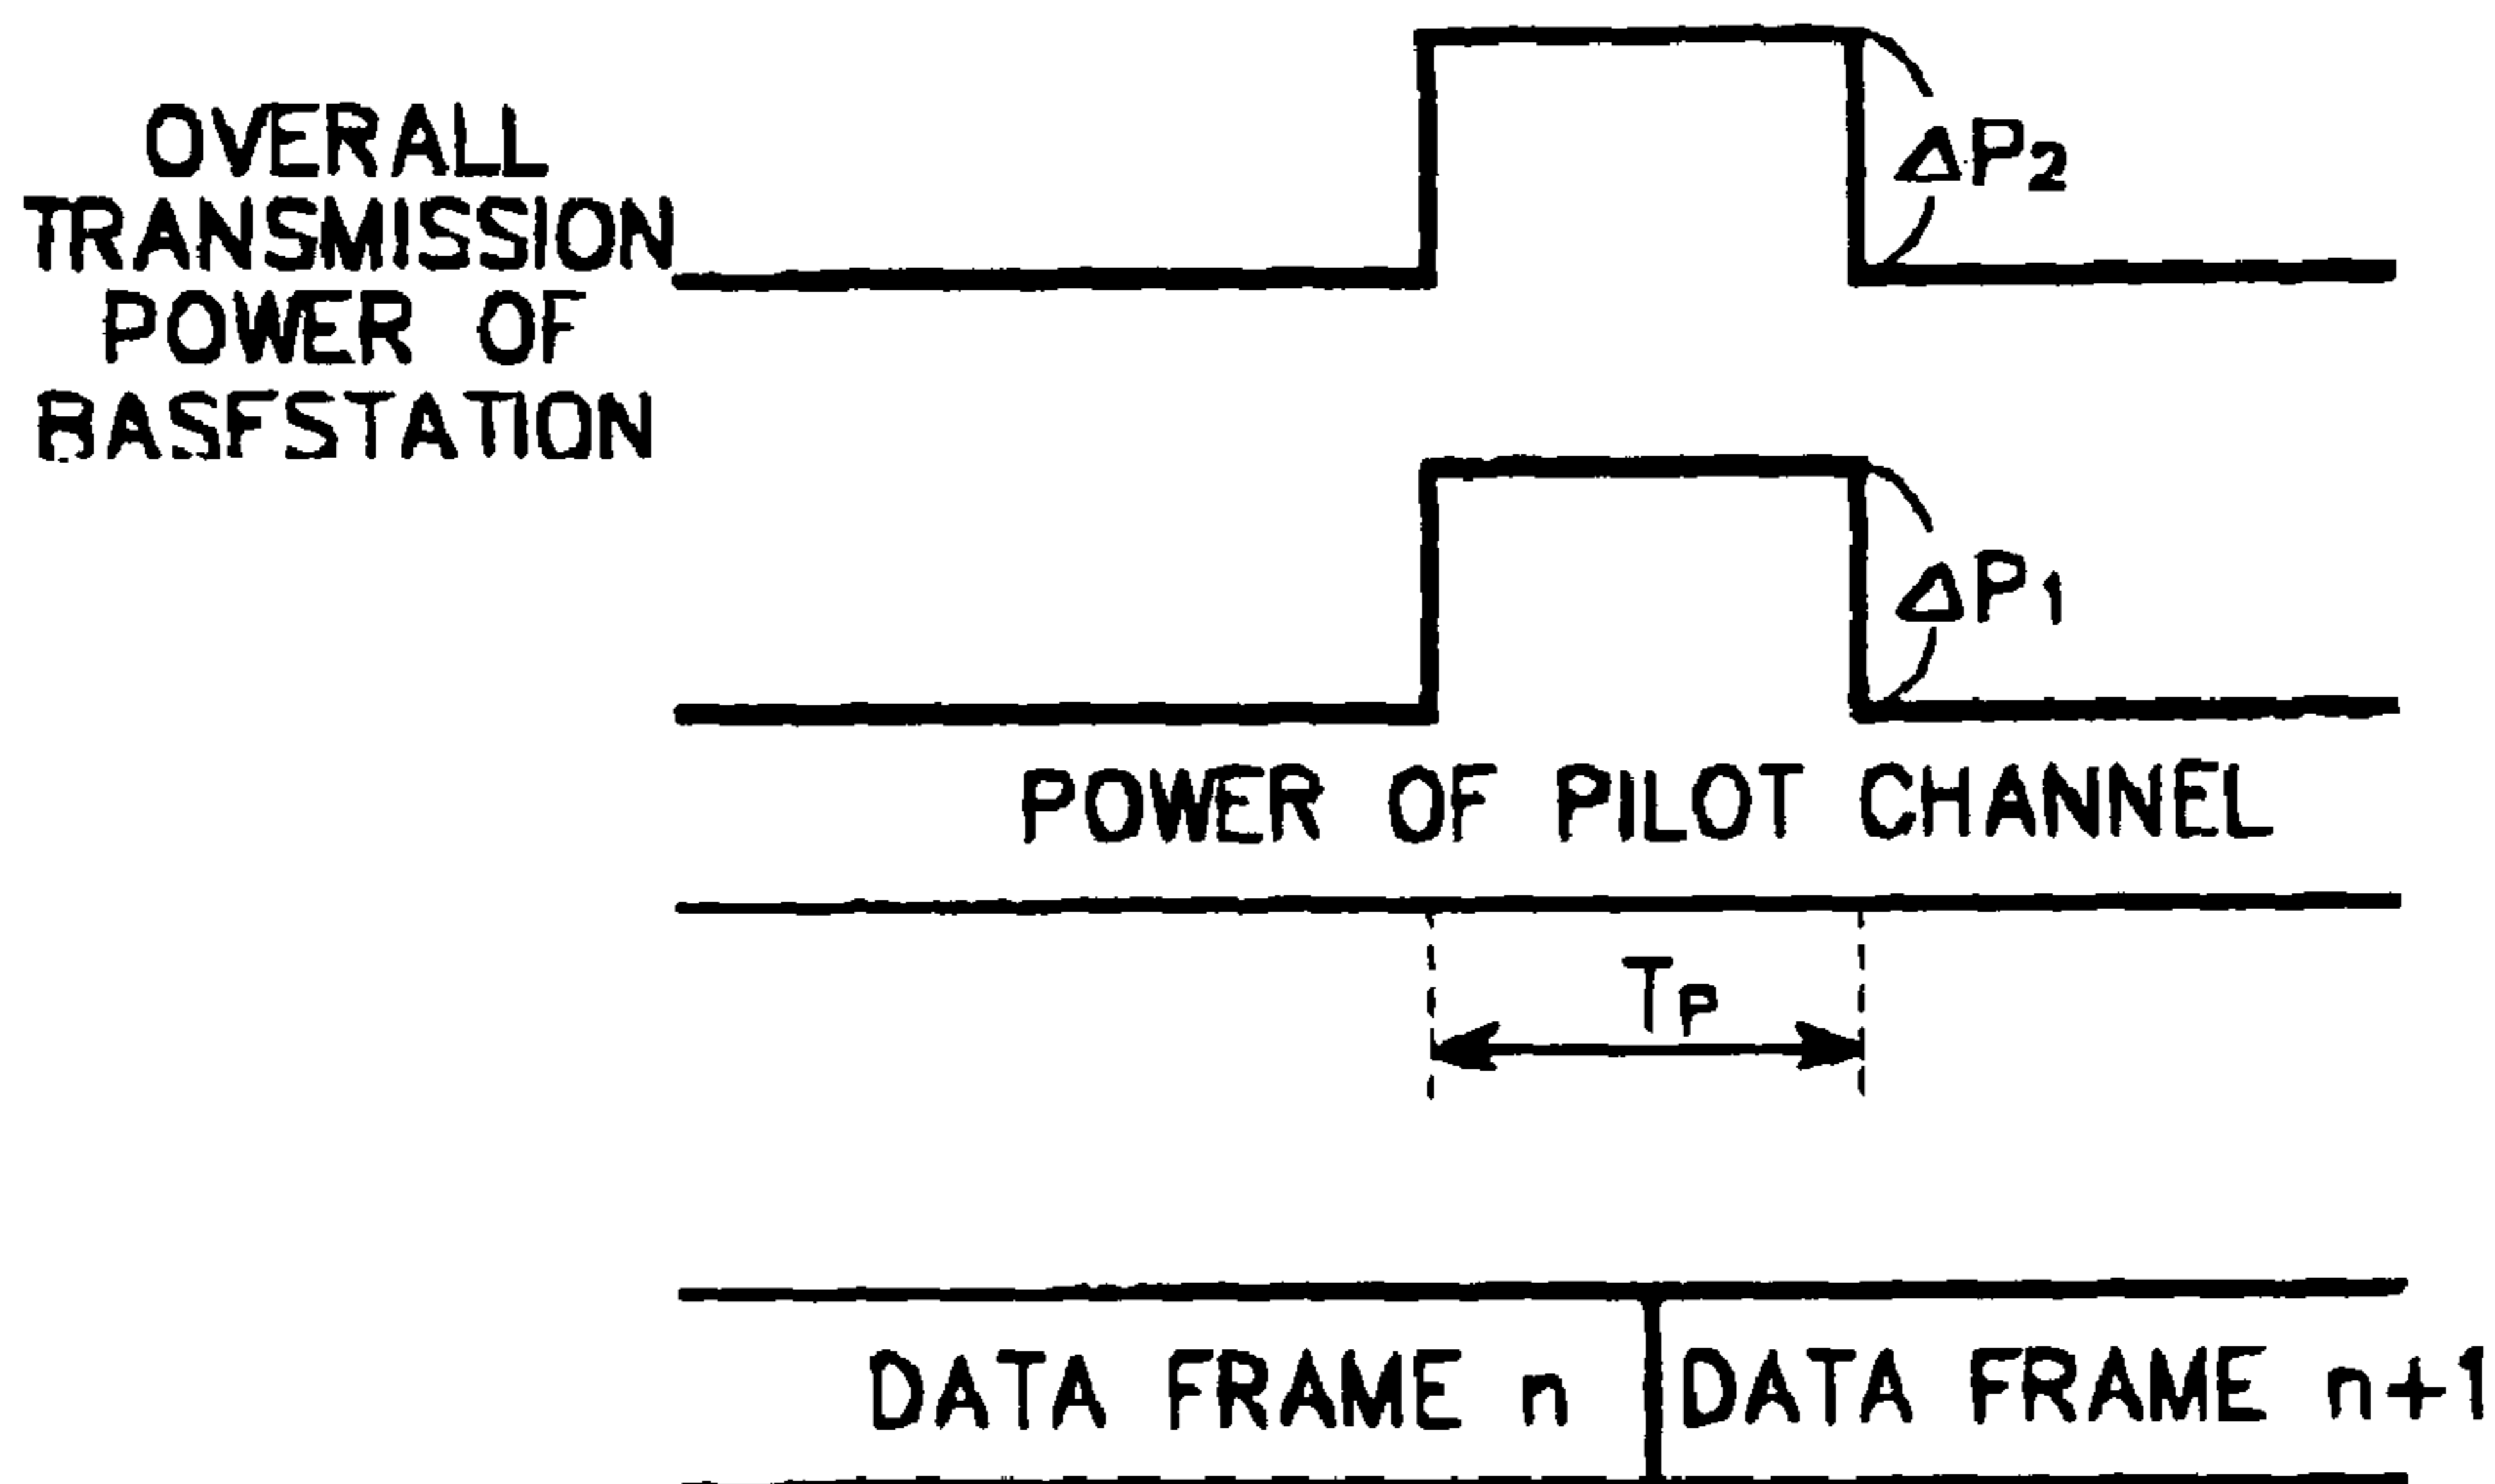 OVERALL
TRANSMISSION
POWER OF
BASFSTATION
ΔP2
ΔP1
POWER OF PILOT CHANNEL
TP
DATA FRAME n
DATA FRAME n+1